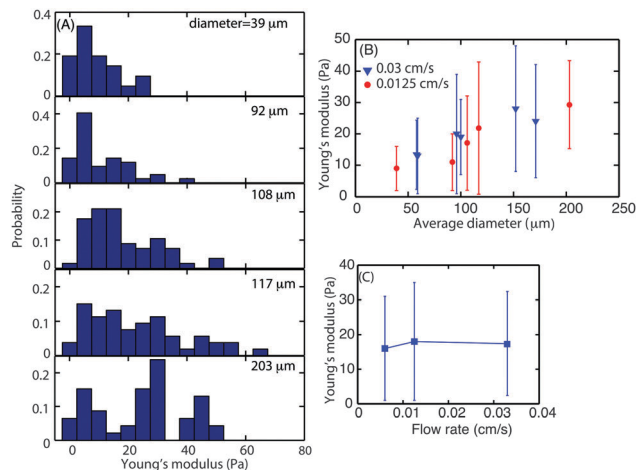 (A)
diameter=39 μm
0.4
0.2
0
92 μm
0.4
0.2
0
108 μm
0.2
0.1
0
117 μm
0.2
0.1
0
203 μm
0.2
0.1
0
0 20 40 60 80
Probability
Young's modulus (Pa)
(B)
0.03 cm/s
0.0125 cm/s
50
40
30
20
10
0
0 50 100 150 200 250
Young's modulus (Pa)
Average diameter (μm)
(C)
40
30
20
10
0
0 0.01 0.02 0.03 0.04
Young's modulus (Pa)
Flow rate (cm/s)